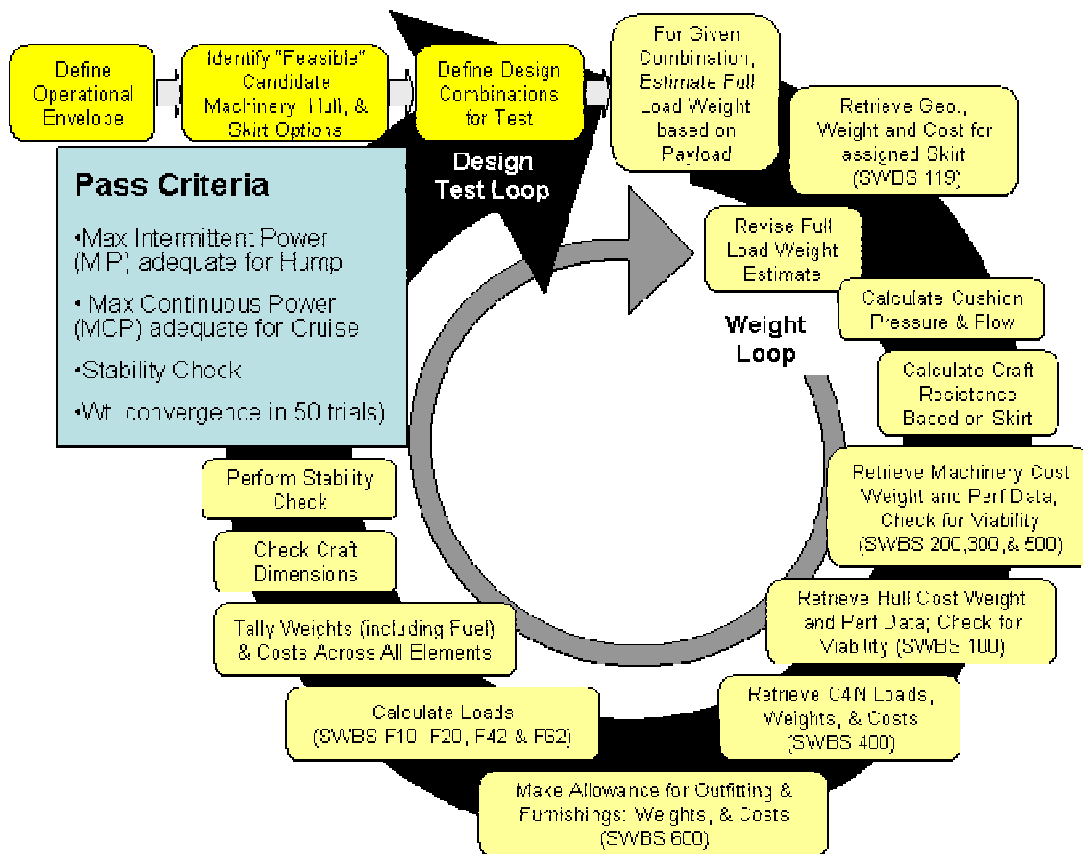 Define
Operational
Envelope
Identify "Feasible"
Candidate
Machinery, Hull, &
Skirt Options
Define Design
Combinations
for Test
For Given
Combination,
Estimate Full
Load Weight
based on
Payload
Retrieve Geo.,
Weight and Cost for
assigned Skirt
(SWBS 119)
Pass Criteria
•Max Intermittent Power
(MIP) adequate for Hump
• Max Continuous Power
(MCP) adequate for Cruise
•Stability Check
•Wt. convergence in 50 trials)
Design
Test Loop
Revise Full
Load Weight
Estimate
Weight
Loop
Calculate Cushion
Pressure & Flow
Calculate Craft
Resistance
Based on Skirt
Retrieve Machinery Cost
Weight and Perf Data;
Check for Viability
(SWBS 200,300,& 500)
Retrieve Hull Cost Weight
and Perf Data; Check for
Viability (SWBS 100)
Retrieve C4N Loads,
Weights, & Costs
(SWBS 400)
Make Allowance for Outfitting &
Furnishings: Weights, & Costs
(SWBS 600)
Calculate Loads
(SWBS F10, F20, F42 & F62)
Tally Weights (including Fuel)
& Costs Across All Elements
Check Craft
Dimensions
Perform Stability
Check